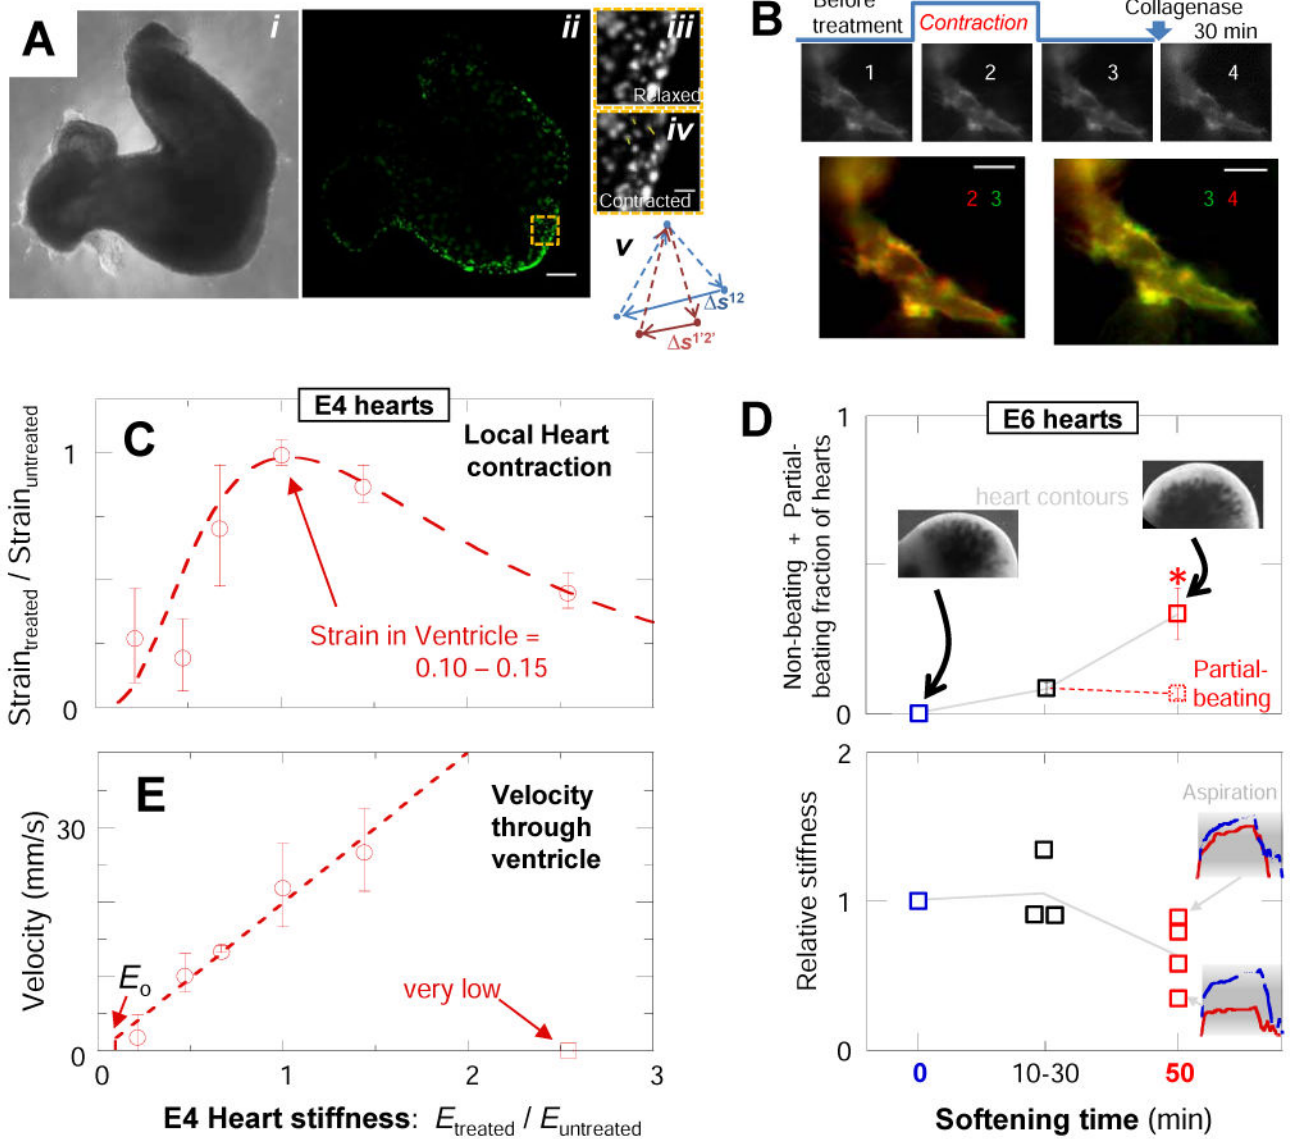 A
i
ii
iii
Relaxed
iv
Contracted
v
Δs12
Δs1'2'
B
Before
treatment
Contraction
Collagenase
30 min
1
2
3
4
2 3
3 4
E4 hearts
C
Local Heart
contraction
Straintreated / Strainuntreated
1
0
Strain in Ventricle =
0.10 – 0.15
D
E6 hearts
Non-beating + Partial-
beating fraction of hearts
1
0
heart contours
*
Partial-
beating
E
Velocity
through
ventricle
Velocity (mm/s)
30
0
Eo
very low
0 1 2 3
E4 Heart stiffness: Etreated / Euntreated
Relative stiffness
2
1
0
Aspiration
0 10-30 50
Softening time (min)